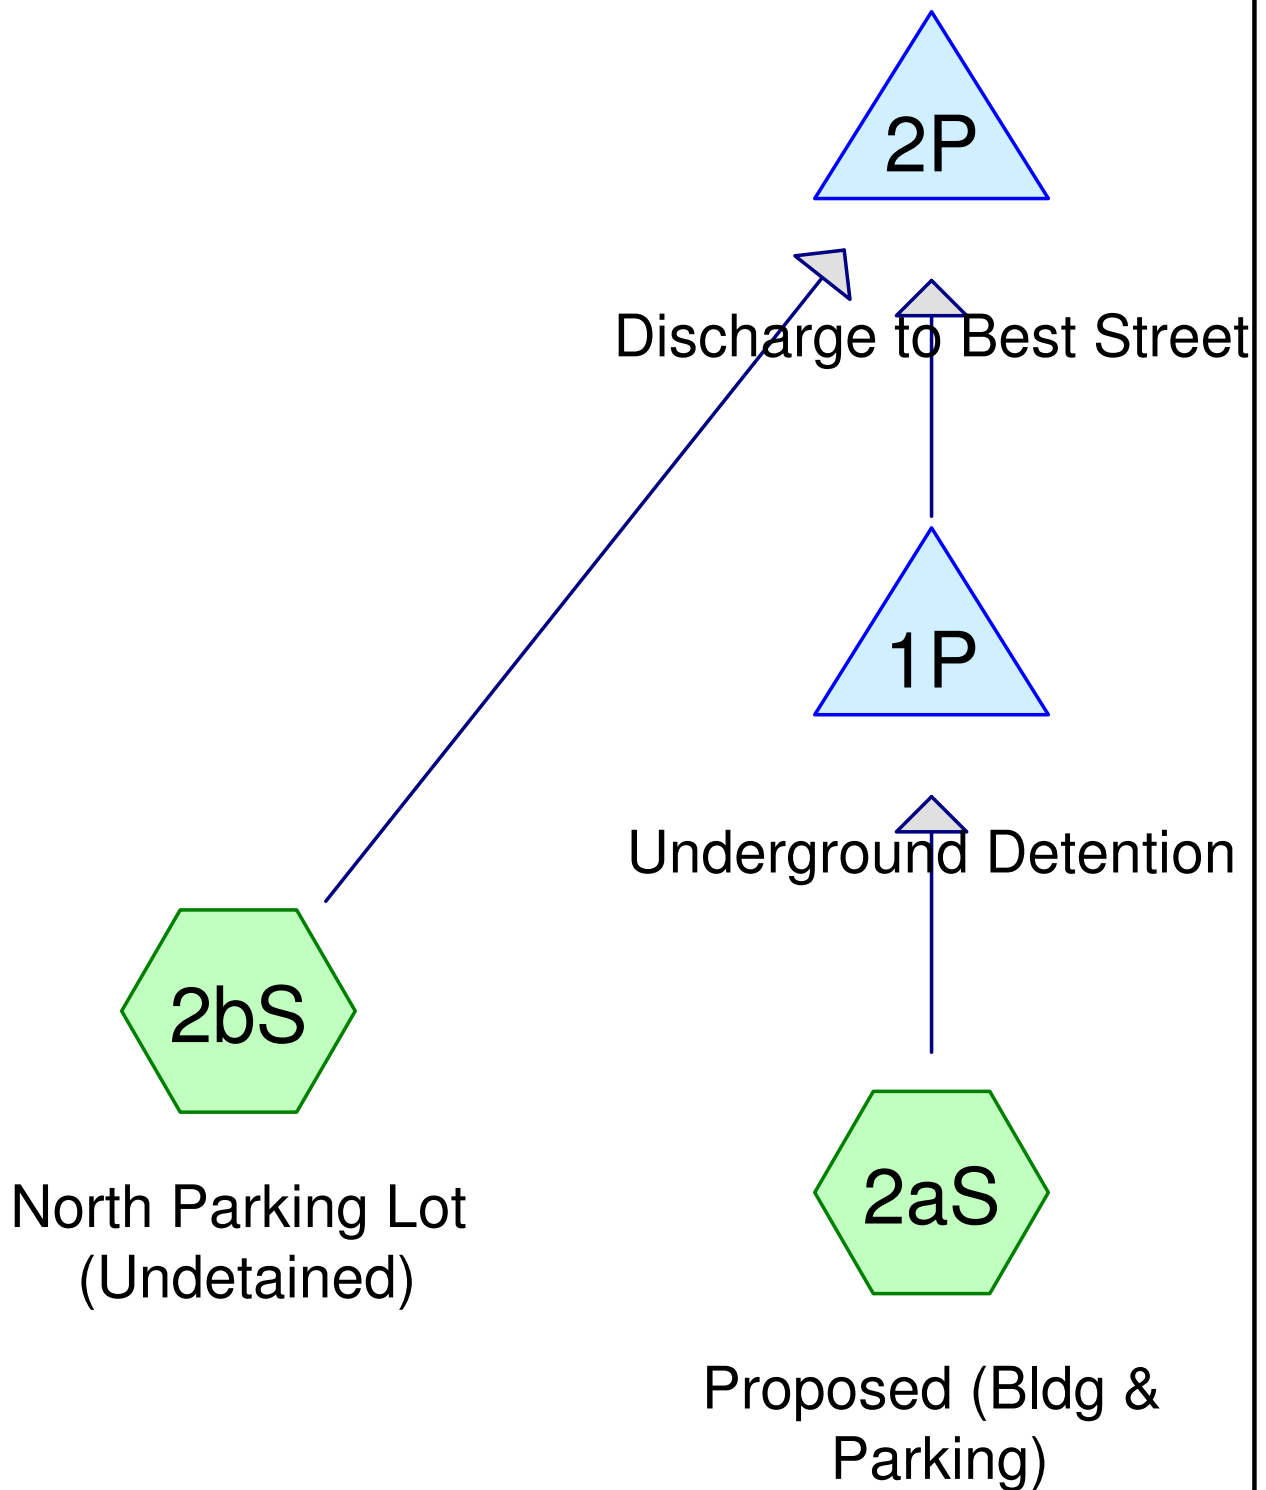 2P
Discharge to Best Street
1P
Underground Detention
2bS
North Parking Lot
(Undetained)
2aS
Proposed (Bldg &
Parking)